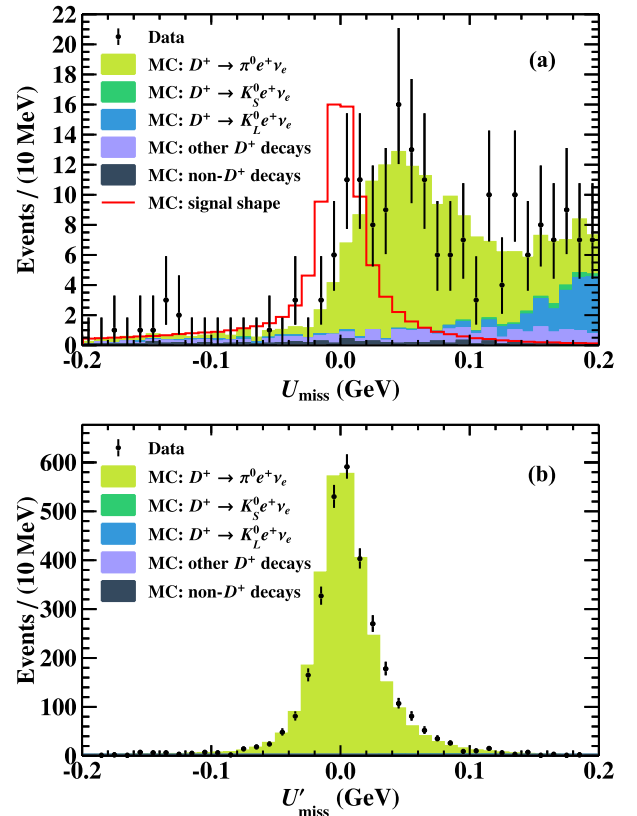 22
20
18
16
14
12
10
8
6
4
2
0
Events / (10 MeV)
(a)
Data
MC: D⁺ → π⁰e⁺νₑ
MC: D⁺ → K_S⁰e⁺νₑ
MC: D⁺ → K_L⁰e⁺νₑ
MC: other D⁺ decays
MC: non-D⁺ decays
MC: signal shape
-0.2 -0.1 0.0 0.1 0.2
U_miss (GeV)
600
500
400
300
200
100
0
Events / (10 MeV)
(b)
Data
MC: D⁺ → π⁰e⁺νₑ
MC: D⁺ → K_S⁰e⁺νₑ
MC: D⁺ → K_L⁰e⁺νₑ
MC: other D⁺ decays
MC: non-D⁺ decays
-0.2 -0.1 0.0 0.1 0.2
U′_miss (GeV)